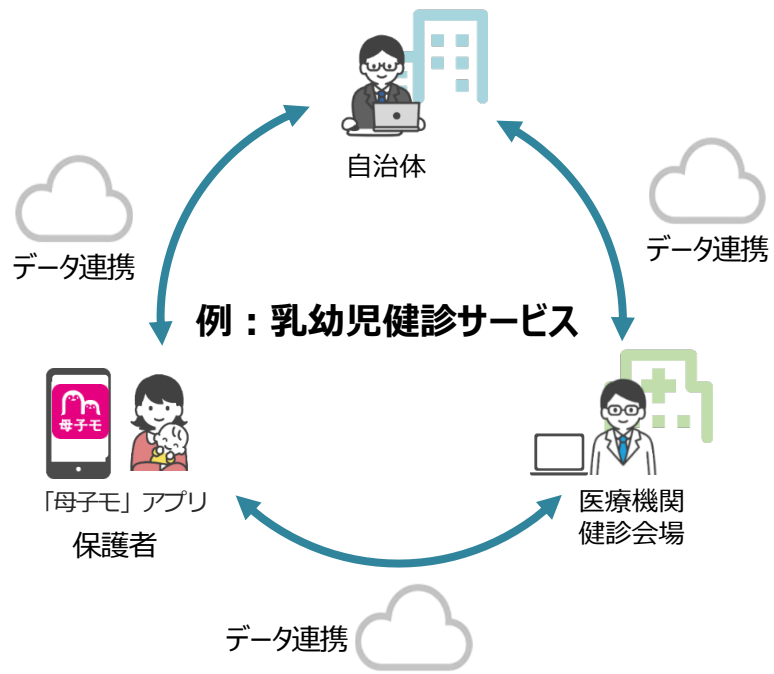 自治体
データ連携
データ連携
例：乳幼児健診サービス
母子モ
「母子モ」アプリ
保護者
医療機関
健診会場
データ連携